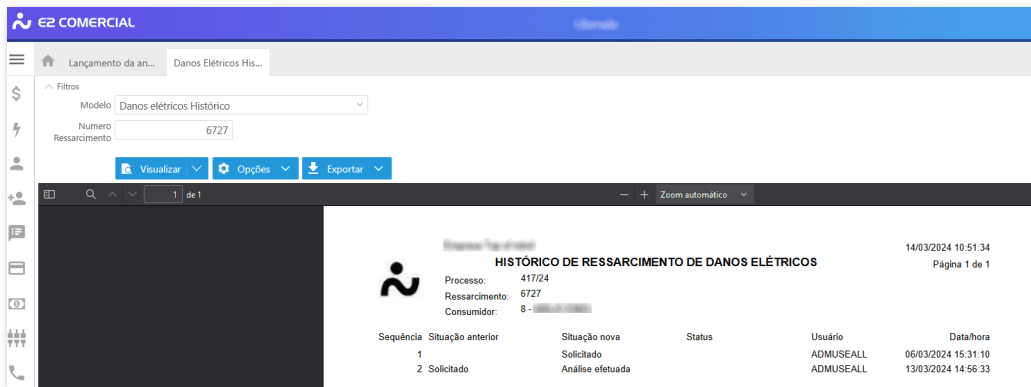 E2 COMERCIAL
Lançamento da an... Danos Elétricos His...
Filtros
Modelo Danos elétricos Histórico
Numero Ressarcimento 6727
Visualizar Opções Exportar
1 de 1 Zoom automático
14/03/2024 10:51:34
HISTÓRICO DE RESSARCIMENTO DE DANOS ELÉTRICOS Página 1 de 1
Processo: 417/24
Ressarcimento: 6727
Consumidor: 8 -
Sequência Situação anterior Situação nova Status Usuário Data/hora
1 Solicitado ADMUSEALL 06/03/2024 15:31:10
2 Solicitado Análise efetuada ADMUSEALL 13/03/2024 14:56:33